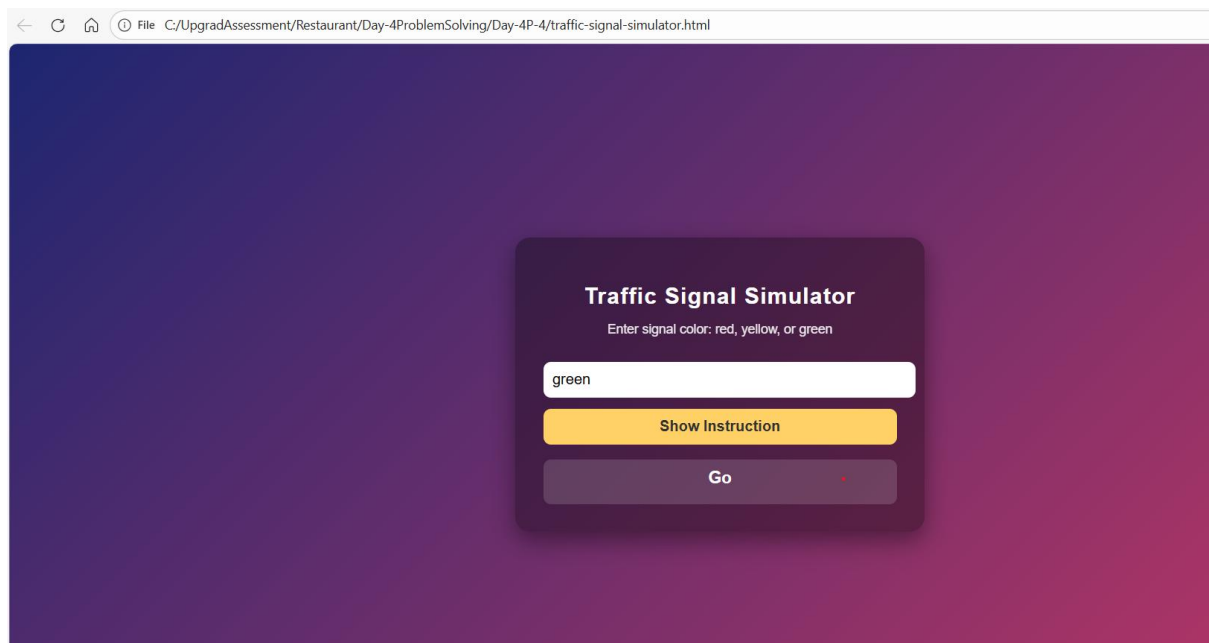 File C:/UpgradAssessment/Restaurant/Day-4ProblemSolving/Day-4P-4/traffic-signal-simulator.html
Traffic Signal Simulator
Enter signal color: red, yellow, or green
green
Show Instruction
Go